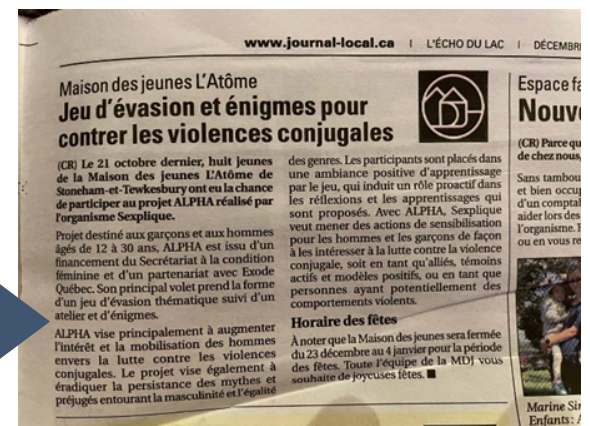 www.journal-local.ca | L'ÉCHO DU LAC | DÉCEMBR
Maison des jeunes L'Atôme
Jeu d'évasion et énigmes pour
contrer les violences conjugales
(CR) Le 21 octobre dernier, huit jeunes
de la Maison des jeunes L'Atôme de
Stoneham-et-Tewkesbury ont eu la chance
de participer au projet ALPHA réalisé par
l'organisme Sexplique.
Projet destiné aux garçons et aux hommes
âgés de 12 à 30 ans, ALPHA est issu d'un
financement du Secrétariat à la condition
féminine et d'un partenariat avec Exode
Québec. Son principal volet prend la forme
d'un jeu d'évasion thématique suivi d'un
atelier et d'énigmes.
ALPHA vise principalement à augmenter
l'intérêt et la mobilisation des hommes
envers la lutte contre les violences
conjugales. Le projet vise également à
éradiquer la persistance des mythes et
préjugés entourant la masculinité et l'égalité
des genres. Les participants sont placés dans
une ambiance positive d'apprentissage
par le jeu, qui induit un rôle proactif dans
les réflexions et les apprentissages qui
sont proposés. Avec ALPHA, Sexplique
veut mener des actions de sensibilisation
pour les hommes et les garçons de façon
à les intéresser à la lutte contre la violence
conjugale, soit en tant qu'alliés, témoins
actifs et modèles positifs, ou en tant que
personnes ayant potentiellement des
comportements violents.
Horaire des fêtes
À noter que la Maison des jeunes sera fermée
du 23 décembre au 4 janvier pour la période
des fêtes. Toute l'équipe de la MDJ vous
souhaite de joyeuses fêtes. ■
Espace fa
Nouv
(CR) Parce qu
de chez nous,
Sans tambou
et bien occup
d'un comptal
aider lors des
l'organisme. 
ou en vous re
Marine Sir
Enfants: A